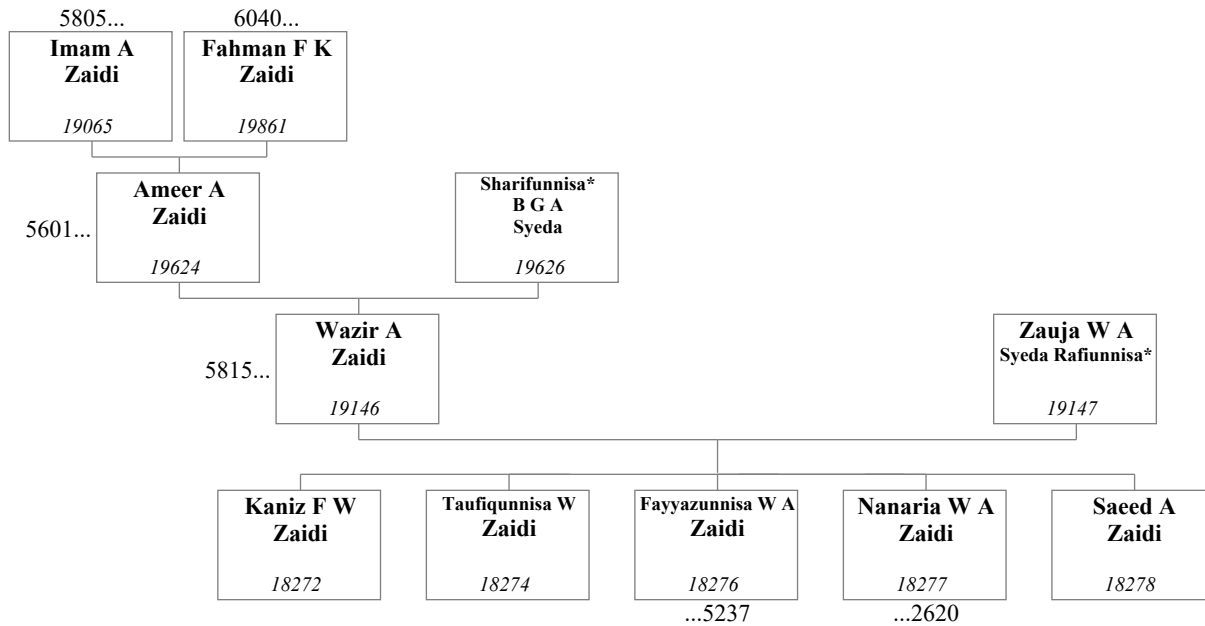 5805...
6040...
Imam A
Zaidi
19065
Fahman F K
Zaidi
19861
5601...
Ameer A
Zaidi
19624
Sharifunnisa*
B G A
Syeda
19626
5815...
Wazir A
Zaidi
19146
Zauja W A
Syeda Rafiunnisa*
19147
Kaniz F W
Zaidi
18272
Taufiqunnisa W
Zaidi
18274
Fayyazunnisa W A
Zaidi
18276
...5237
Nanaria W A
Zaidi
18277
...2620
Saeed A
Zaidi
18278